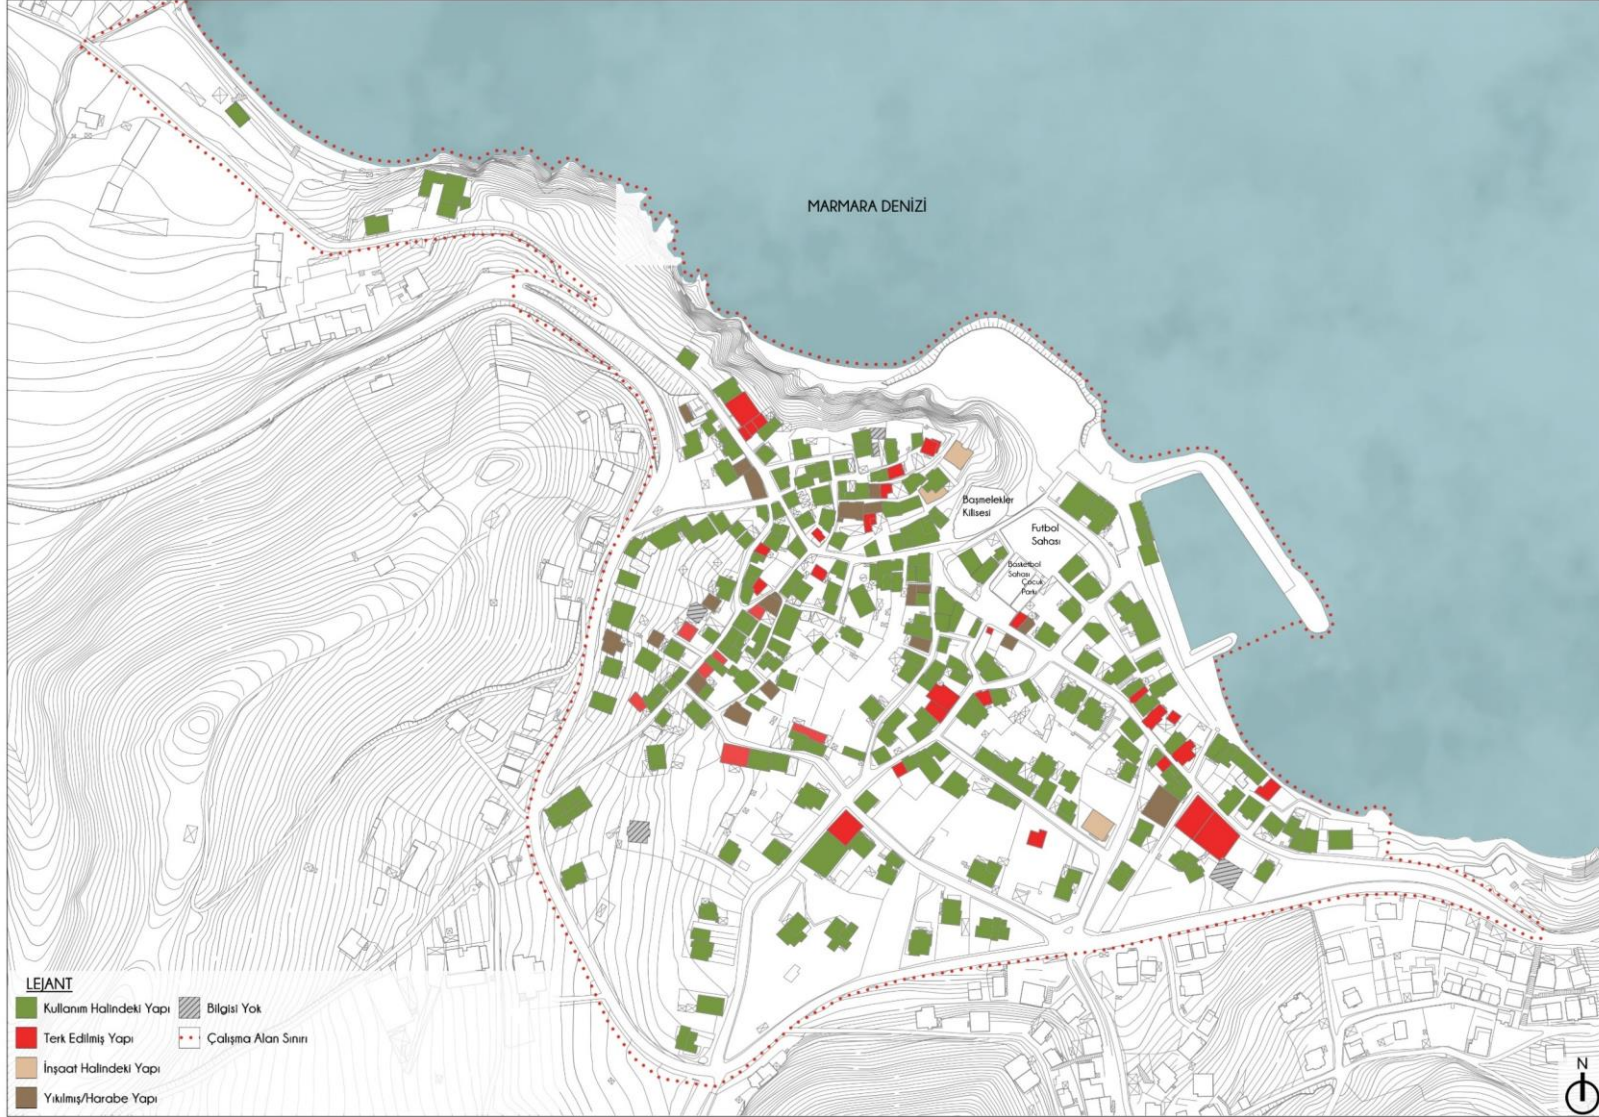 MARMARA DENİZİ
Başmelekler
Kilisesi
Futbol
Sahası
Basketbol
Sahası
Çocuk
Parkı
LEJANT
Kullanım Halindeki Yapı
Bilgisi Yok
Terk Edilmiş Yapı
Çalışma Alan Sınırı
İnşaat Halindeki Yapı
Yıkılmış/Harabe Yapı
N